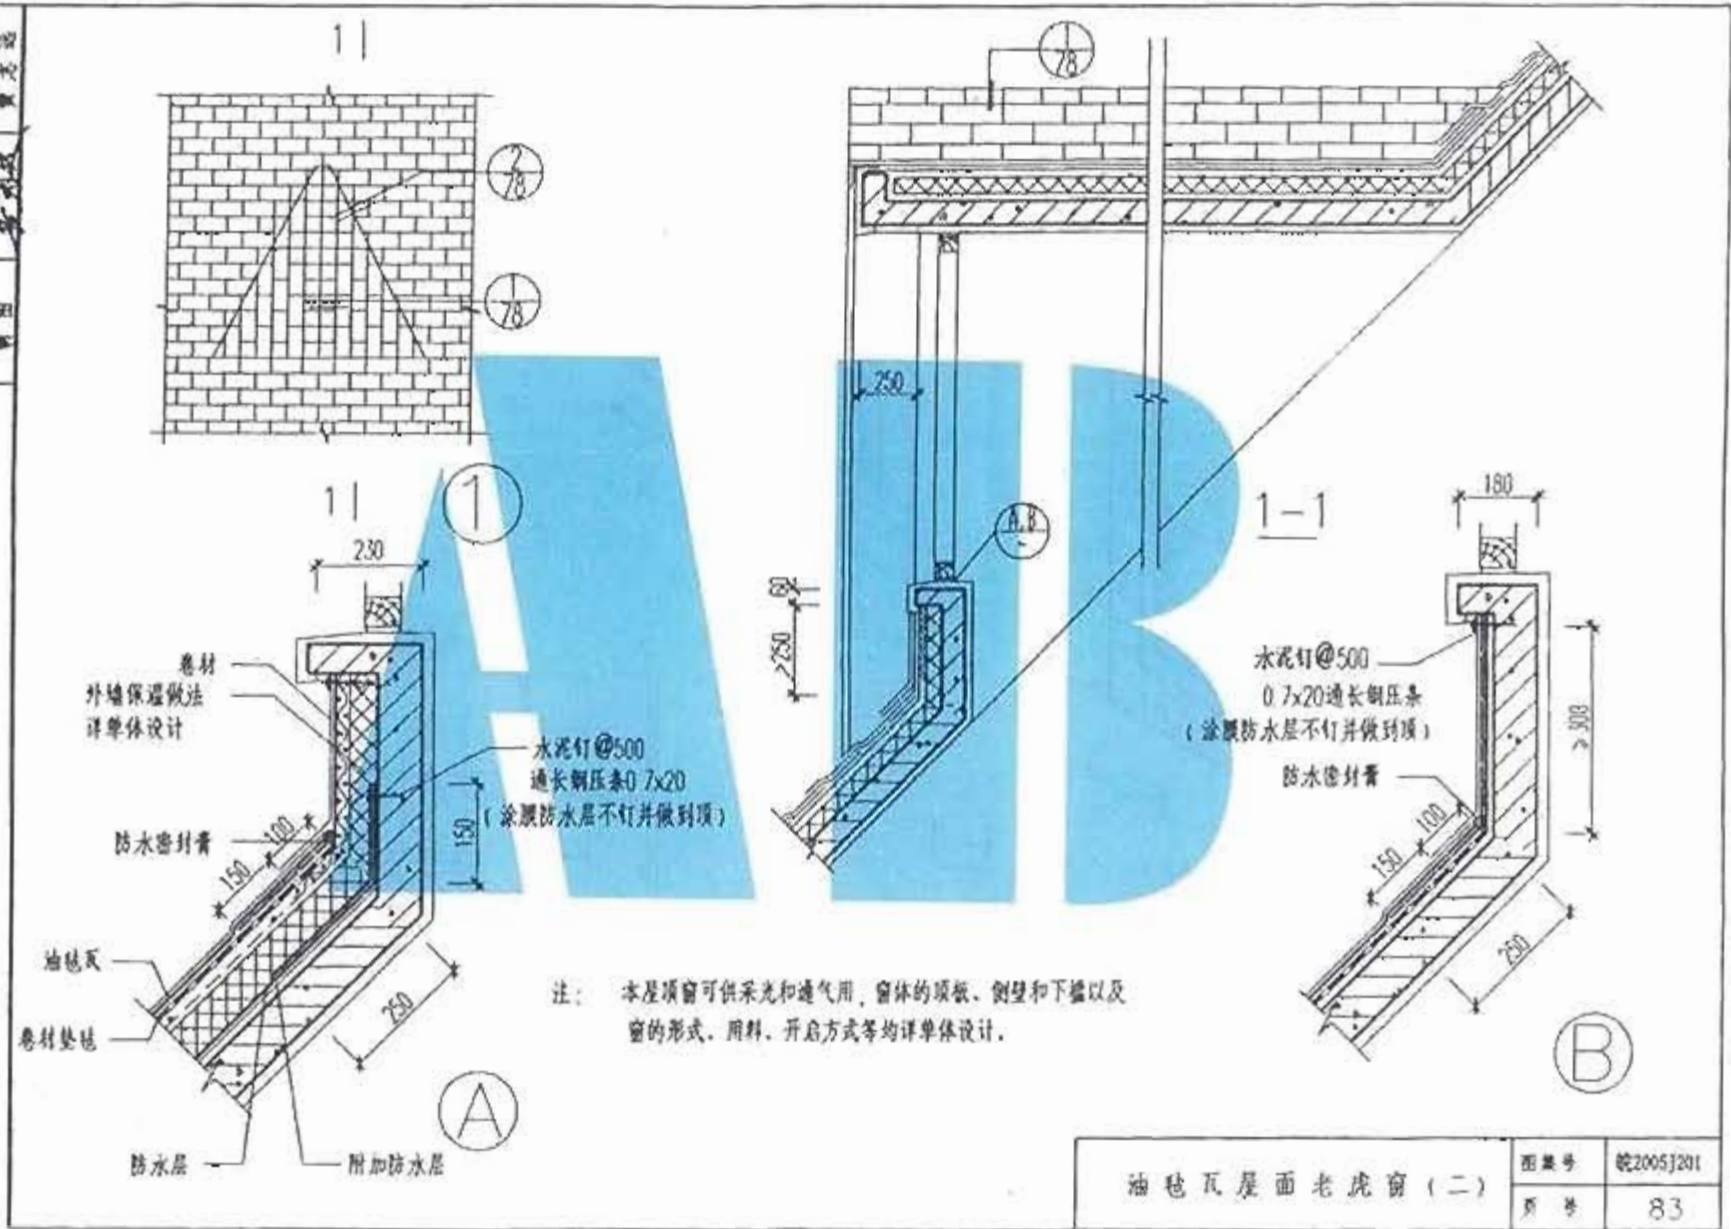 1
2
78
1
78
1
1
1
78
250
A.B
-
60
≥250
1-1
230
卷材
外墙保温做法
详单体设计
水泥钉@500
通长钢压条0.7x20
(涂膜防水层不钉并做到顶)
防水密封膏
100
150
150
油毡瓦
卷材垫毡
250
防水层
附加防水层
A
180
水泥钉@500
0.7x20通长钢压条
(涂膜防水层不钉并做到顶)
防水密封膏
≥300
100
150
250
B
注: 本屋顶窗可供采光和通气用,窗体的顶板、侧壁和下槛以及
窗的形式、用料、开启方式等均详单体设计.
油毡瓦屋面老虎窗(二)
图集号
皖2005J201
页 号
83
AB
制图